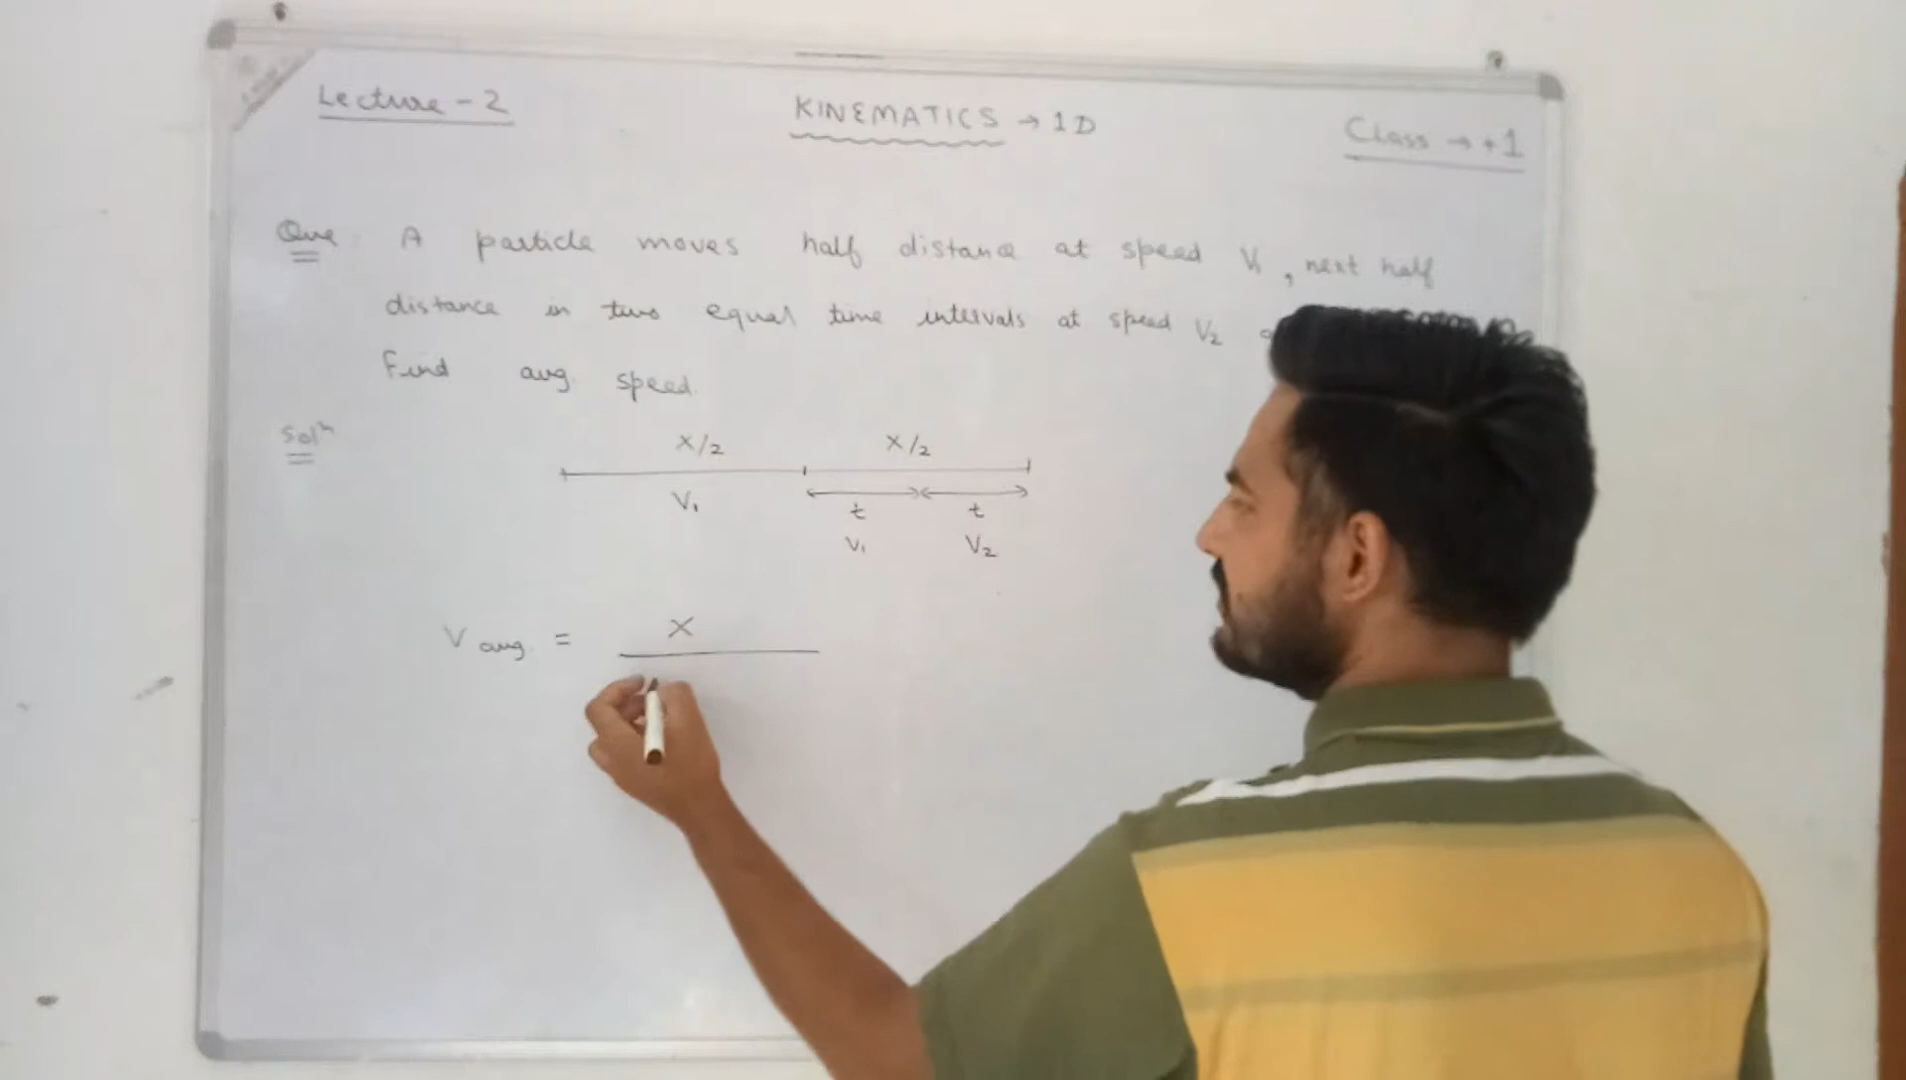 Lecture - 2
KINEMATICS → 1D
Class → +1
Que A particle moves half distance at speed V₁, next half
distance in two equal time intervals at speed V₂
Find avg. speed.
Solⁿ
X/2 X/2
V₁ t t
V₁ V₂
V avg. = X